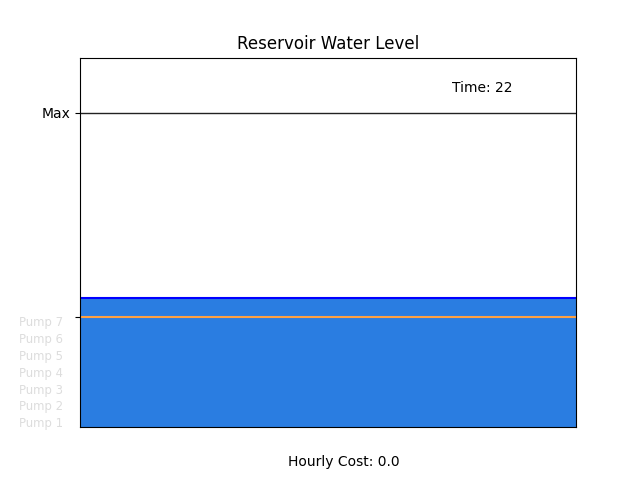 Reservoir Water Level
Time: 22
Max
Pump 7
Pump 6
Pump 5
Pump 4
Pump 3
Pump 2
Pump 1
Hourly Cost: 0.0